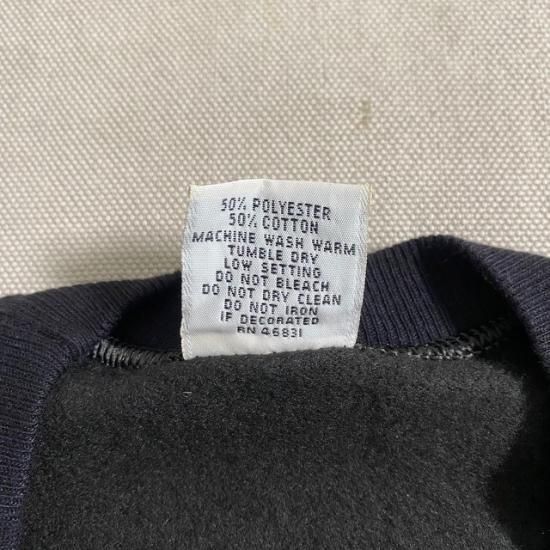 50% POLYESTER
50% COTTON
MACHINE WASH WARM
TUMBLE DRY
LOW SETTING
DO NOT BLEACH
DO NOT DRY CLEAN
DO NOT IRON
IF DECORATED
RN 46831